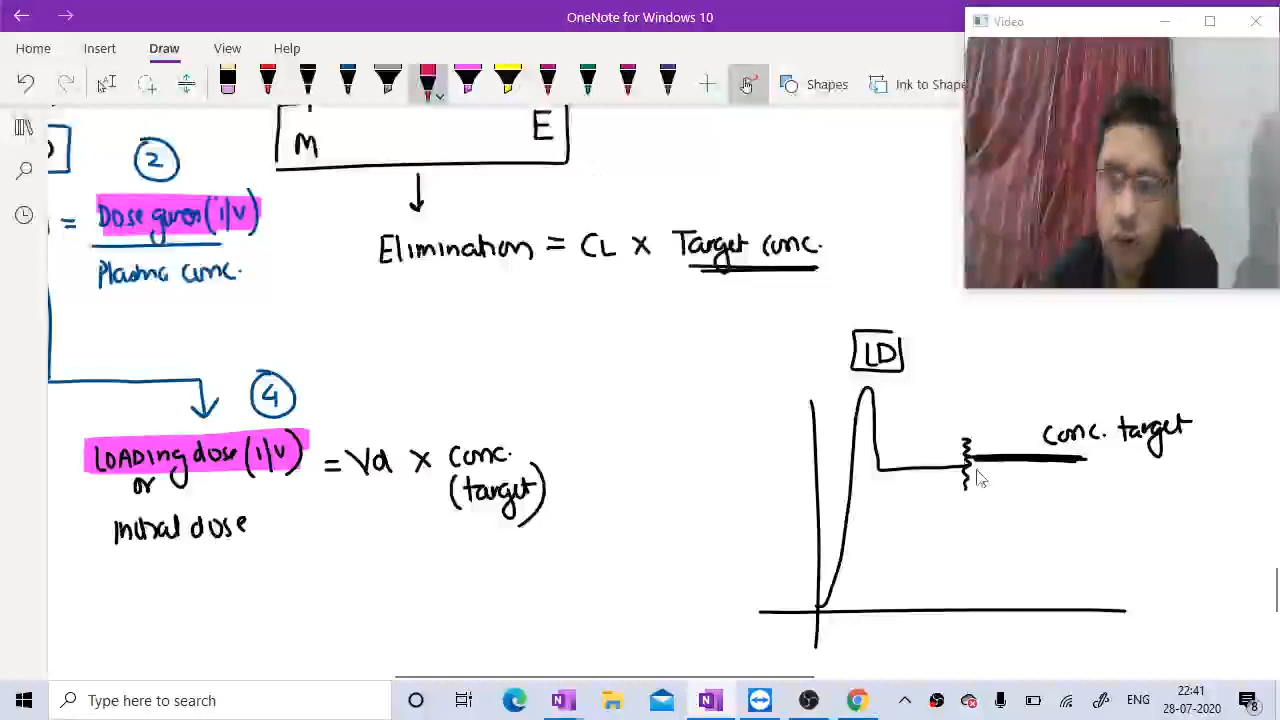 OneNote for Windows 10
Video
Home Insert Draw View Help
Shapes
Ink to Shap
2
M
E
= Dose given (i/v)
Plasma conc.
Elimination = CL × Target conc.
4
LOADing dose (i/v) = Vd × conc.
(target)
or
Initial dose
LD
conc. target
Type here to search
ENG
22:41
28-07-2020
8